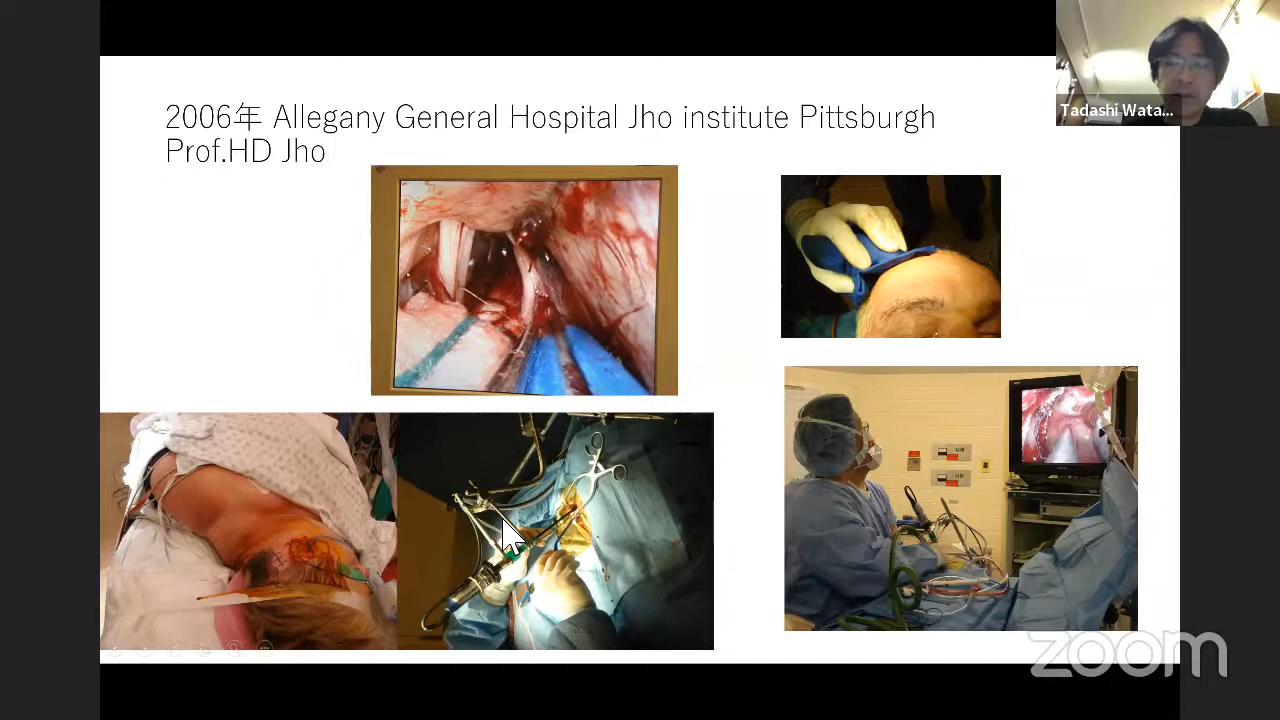 2006年 Allegany General Hospital Jho institute Pittsburgh
Prof.HD Jho
Tadashi Wata...
zoom